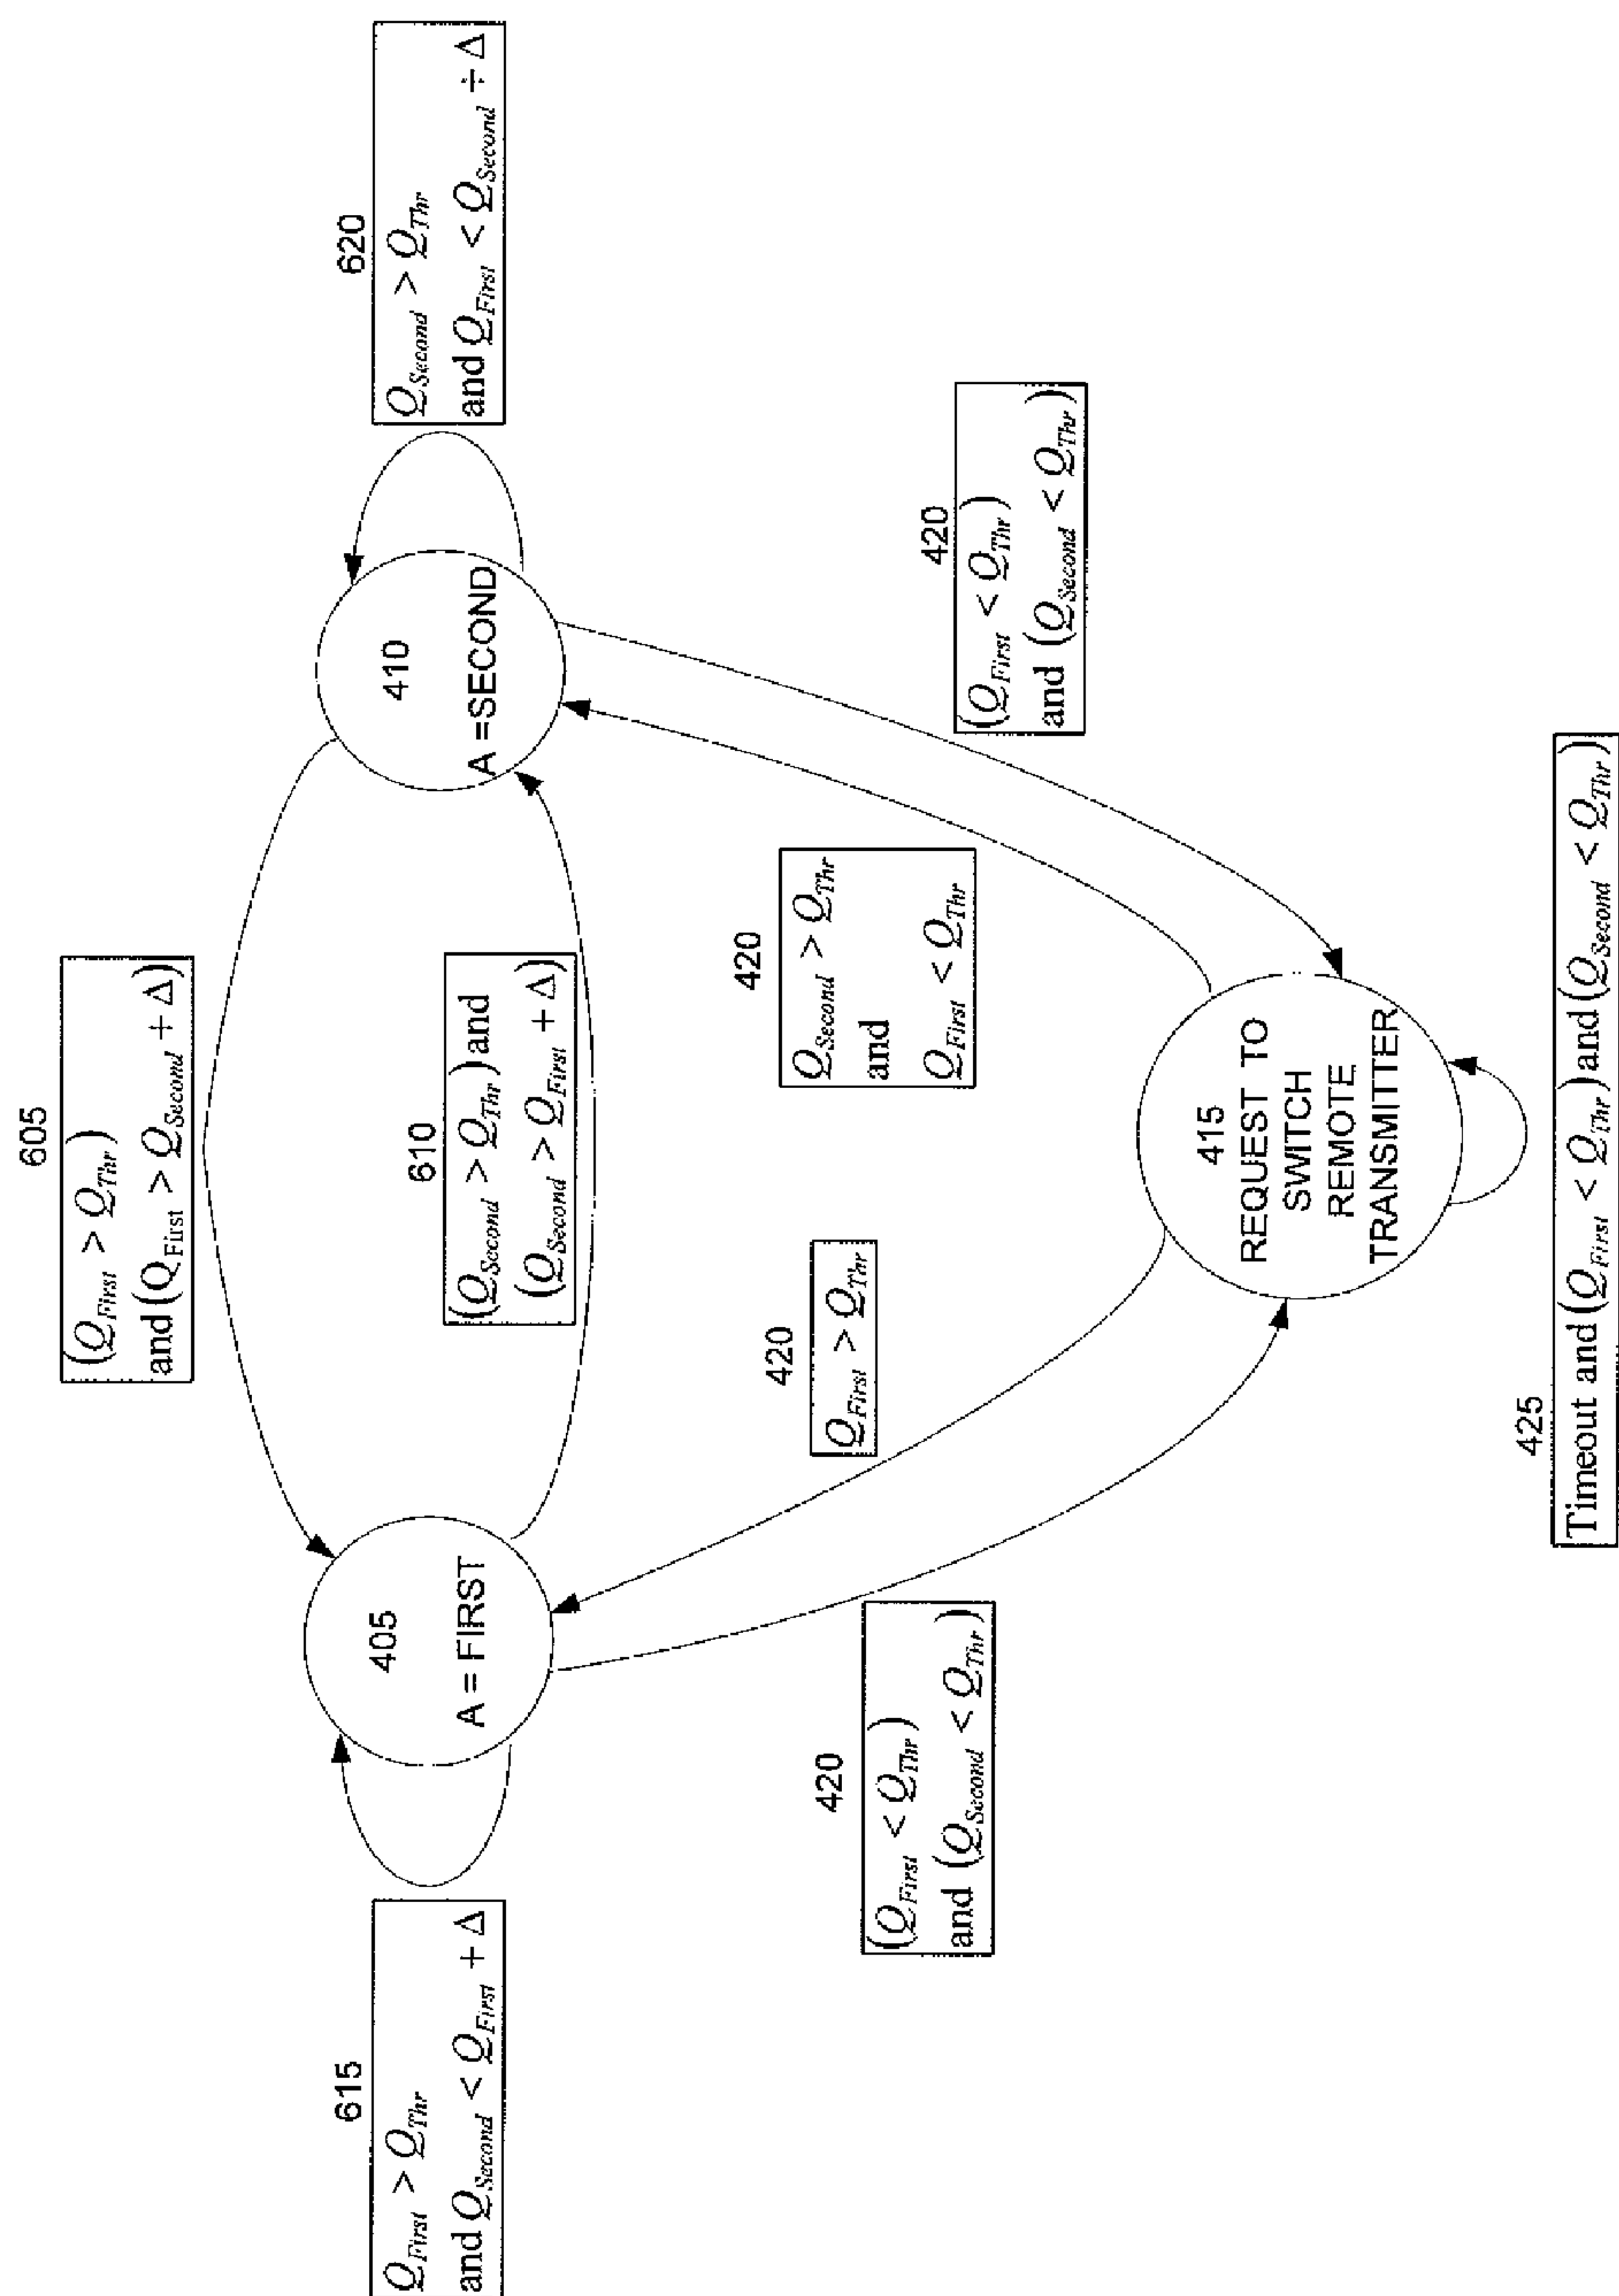 605
(Q_First > Q_Thr)
and (Q_First > Q_Second + Δ)
615
Q_First > Q_Thr
and Q_Second < Q_First + Δ
620
Q_Second > Q_Thr
and Q_First < Q_Second + Δ
405
A = FIRST
410
A =SECOND
610
(Q_Second > Q_Thr) and
(Q_Second > Q_First + Δ)
420
Q_First > Q_Thr
420
Q_Second > Q_Thr
and
Q_First < Q_Thr
420
(Q_First < Q_Thr)
and (Q_Second < Q_Thr)
420
(Q_First < Q_Thr)
and (Q_Second < Q_Thr)
415
REQUEST TO
SWITCH
REMOTE
TRANSMITTER
425
Timeout and (Q_First < Q_Thr) and (Q_Second < Q_Thr)